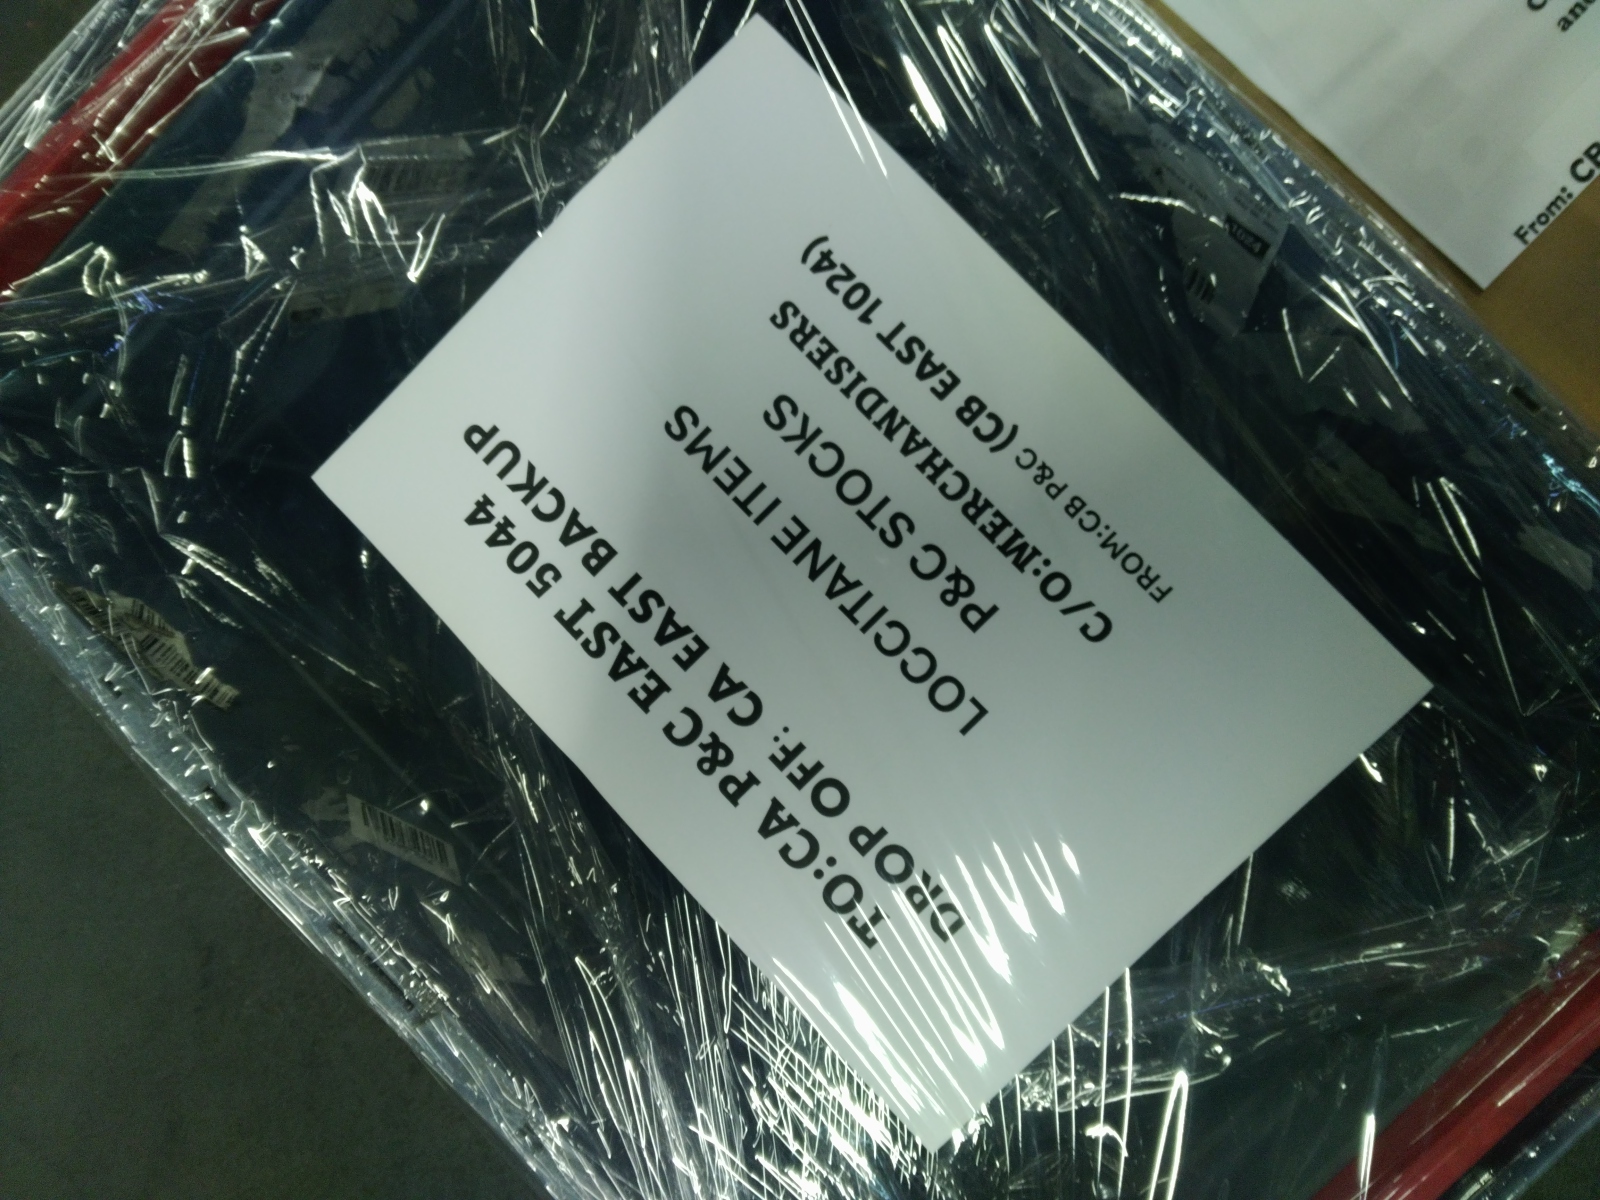 TO:CA P&C EAST 5044
DROP OFF: CA EAST BACKUP
LOCCITANE ITEMS
P&C STOCKS
C/O:MERCHANDISERS
FROM:CB P&C (CB EAST 1024)
From: CB